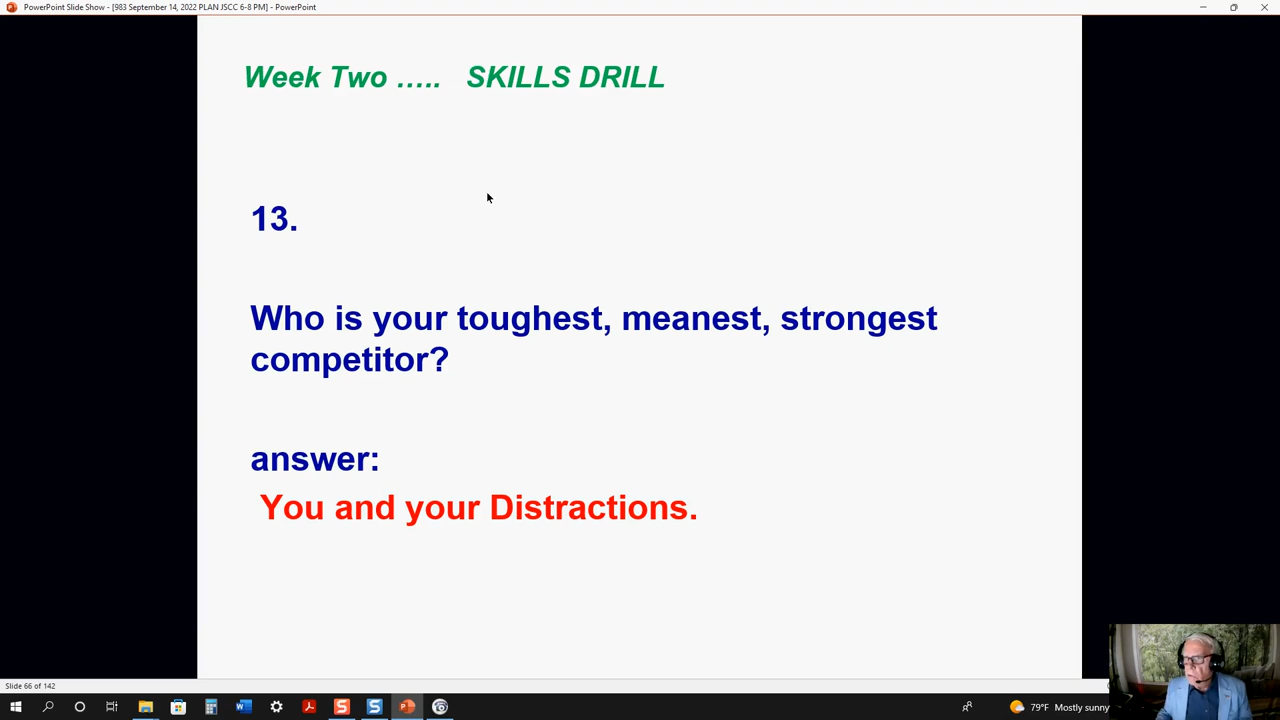 PowerPoint Slide Show - [983 September 14, 2022 PLAN JSCC 6-8 PM] - PowerPoint
Week Two ..... SKILLS DRILL
13.
Who is your toughest, meanest, strongest
competitor?
answer:
You and your Distractions.
Slide 66 of 142
79°F Mostly sunny